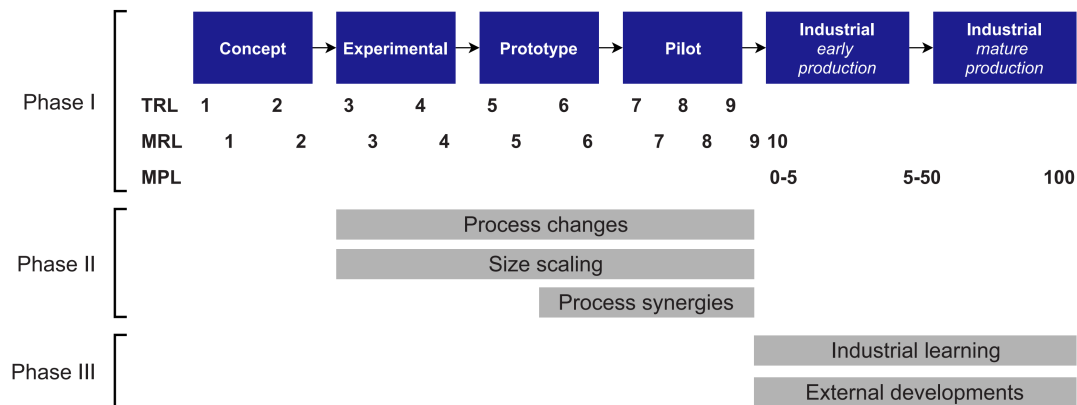 Concept
Experimental
Prototype
Pilot
Industrial
early
production
Industrial
mature
production
Phase I
TRL 1 2 3 4 5 6 7 8 9
MRL 1 2 3 4 5 6 7 8 9 10
MPL 0-5 5-50 100
Phase II
Process changes
Size scaling
Process synergies
Phase III
Industrial learning
External developments